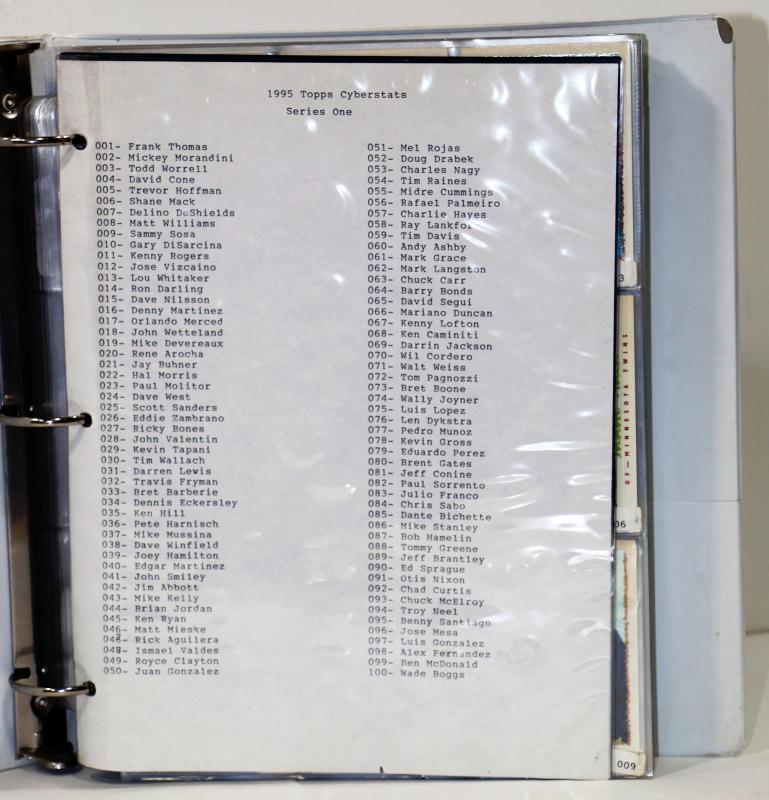 1995 Topps Cyberstats
Series One
001- Frank Thomas
002- Mickey Morandini
003- Todd Worrell
004- David Cone
005- Trevor Hoffman
006- Shane Mack
007- Delino DeShields
008- Matt Williams
009- Sammy Sosa
010- Gary DiSarcina
011- Kenny Rogers
012- Jose Vizcaino
013- Lou Whitaker
014- Ron Darling
015- Dave Nilsson
016- Denny Martinez
017- Orlando Merced
018- John Wetteland
019- Mike Devereaux
020- Rene Arocha
021- Jay Buhner
022- Hal Morris
023- Paul Molitor
024- Dave West
025- Scott Sanders
026- Eddie Zambrano
027- Ricky Bones
028- John Valentin
029- Kevin Tapani
030- Tim Wallach
031- Darren Lewis
032- Travis Fryman
033- Bret Barberie
034- Dennis Eckersley
035- Ken Hill
036- Pete Harnisch
037- Mike Mussina
038- Dave Winfield
039- Joey Hamilton
040- Edgar Martinez
041- John Smiley
042- Jim Abbott
043- Mike Kelly
044- Brian Jordan
045- Ken Ryan
046- Matt Mieske
047- Rick Aguilera
048- Ismael Valdes
049- Royce Clayton
050- Juan Gonzalez
051- Mel Rojas
052- Doug Drabek
053- Charles Nagy
054- Tim Raines
055- Midre Cummings
056- Rafael Palmeiro
057- Charlie Hayes
058- Ray Lankfor
059- Tim Davis
060- Andy Ashby
061- Mark Grace
062- Mark Langston
063- Chuck Carr
064- Barry Bonds
065- David Segui
066- Mariano Duncan
067- Kenny Lofton
068- Ken Caminiti
069- Darrin Jackson
070- Wil Cordero
071- Walt Weiss
072- Tom Pagnozzi
073- Bret Boone
074- Wally Joyner
075- Luis Lopez
076- Len Dykstra
077- Pedro Munoz
078- Kevin Gross
079- Eduardo Perez
080- Brent Gates
081- Jeff Conine
082- Paul Sorrento
083- Julio Franco
084- Chris Sabo
085- Dante Bichette
086- Mike Stanley
087- Bob Hamelin
088- Tommy Greene
089- Jeff Brantley
090- Ed Sprague
091- Otis Nixon
092- Chad Curtis
093- Chuck McElroy
094- Troy Neel
095- Benny Santiago
096- Jose Mesa
097- Luis Gonzalez
098- Alex Fernandez
099- Ben McDonald
100- Wade Boggs
3
OF—MINNESOTA TWINS
06
009